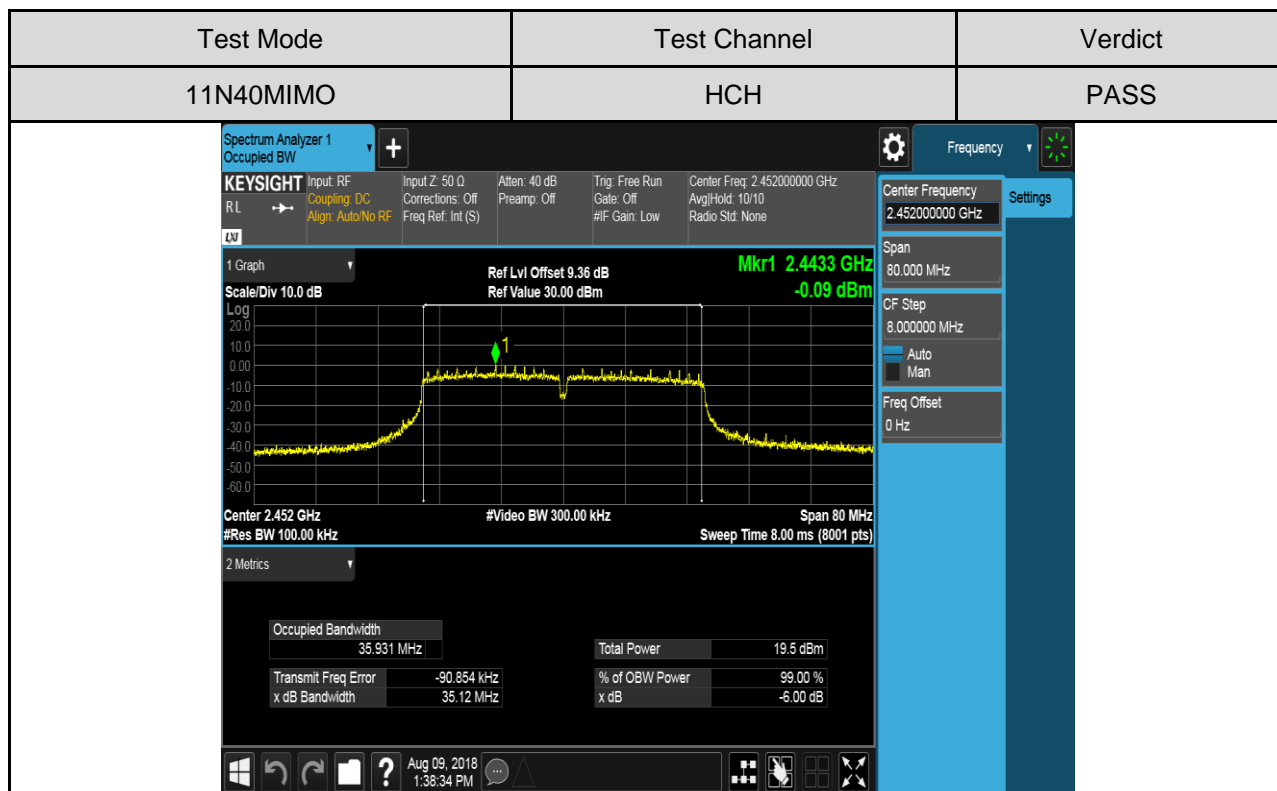 Test Mode Test Channel Verdict
11N40MIMO HCH PASS
Spectrum Analyzer 1
Occupied BW
+
Frequency
KEYSIGHT Input: RF Input Z: 50 Ω Atten: 40 dB Trig: Free Run Center Freq: 2.452000000 GHz
RL Coupling: DC Corrections: Off Preamp: Off Gate: Off Avg|Hold: 10/10
Align: Auto/No RF Freq Ref: Int (S) #IF Gain: Low Radio Std: None
LXI
Center Frequency
2.452000000 GHz
Settings
Span
80.000 MHz
CF Step
8.000000 MHz
Auto
Man
Freq Offset
0 Hz
1 Graph
Ref Lvl Offset 9.36 dB
Mkr1 2.4433 GHz
Scale/Div 10.0 dB Ref Value 30.00 dBm -0.09 dBm
Log
20.0
10.0
0.00
-10.0
-20.0
-30.0
-40.0
-50.0
-60.0
1
Center 2.452 GHz #Video BW 300.00 kHz Span 80 MHz
#Res BW 100.00 kHz Sweep Time 8.00 ms (8001 pts)
2 Metrics
Occupied Bandwidth
35.931 MHz
Total Power 19.5 dBm
Transmit Freq Error -90.854 kHz % of OBW Power 99.00 %
x dB Bandwidth 35.12 MHz x dB -6.00 dB
? Aug 09, 2018
1:38:34 PM